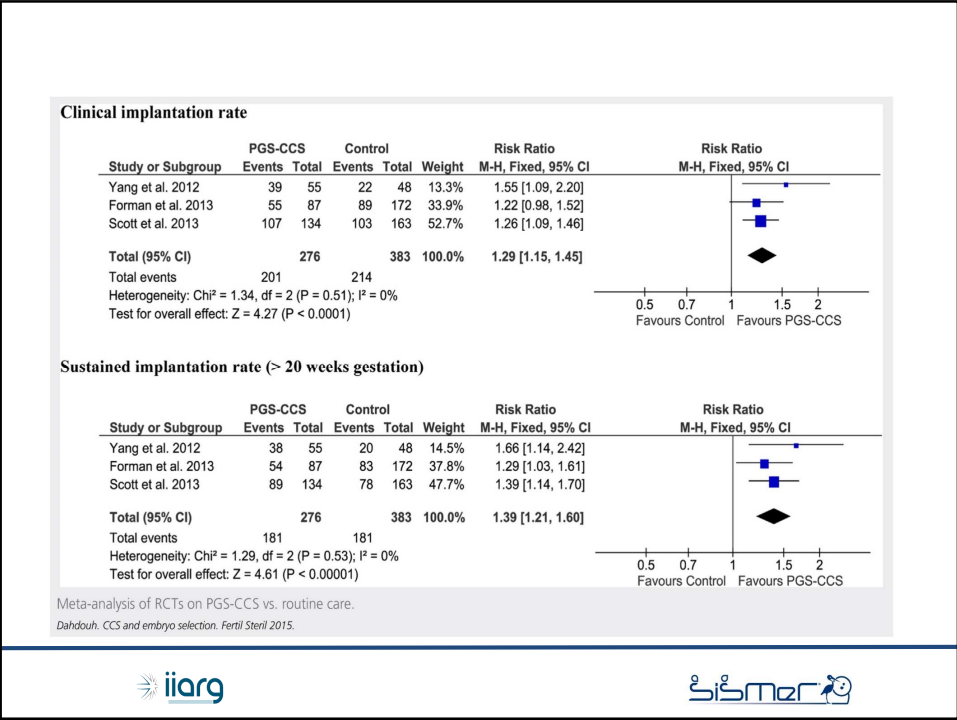 Clinical implantation rate
PGS-CCS Control Risk Ratio Risk Ratio
Study or Subgroup Events Total Events Total Weight M-H, Fixed, 95% CI M-H, Fixed, 95% CI
Yang et al. 2012 39 55 22 48 13.3% 1.55 [1.09, 2.20]
Forman et al. 2013 55 87 89 172 33.9% 1.22 [0.98, 1.52]
Scott et al. 2013 107 134 103 163 52.7% 1.26 [1.09, 1.46]
Total (95% CI) 276 383 100.0% 1.29 [1.15, 1.45]
Total events 201 214
Heterogeneity: Chi² = 1.34, df = 2 (P = 0.51); I² = 0%
Test for overall effect: Z = 4.27 (P < 0.0001)
0.5 0.7 1 1.5 2
Favours Control Favours PGS-CCS
Sustained implantation rate (> 20 weeks gestation)
PGS-CCS Control Risk Ratio Risk Ratio
Study or Subgroup Events Total Events Total Weight M-H, Fixed, 95% CI M-H, Fixed, 95% CI
Yang et al. 2012 38 55 20 48 14.5% 1.66 [1.14, 2.42]
Forman et al. 2013 54 87 83 172 37.8% 1.29 [1.03, 1.61]
Scott et al. 2013 89 134 78 163 47.7% 1.39 [1.14, 1.70]
Total (95% CI) 276 383 100.0% 1.39 [1.21, 1.60]
Total events 181 181
Heterogeneity: Chi² = 1.29, df = 2 (P = 0.53); I² = 0%
Test for overall effect: Z = 4.61 (P < 0.00001)
0.5 0.7 1 1.5 2
Favours Control Favours PGS-CCS
Meta-analysis of RCTs on PGS-CCS vs. routine care.
Dahdouh. CCS and embryo selection. Fertil Steril 2015.
iiarg
SISMeR